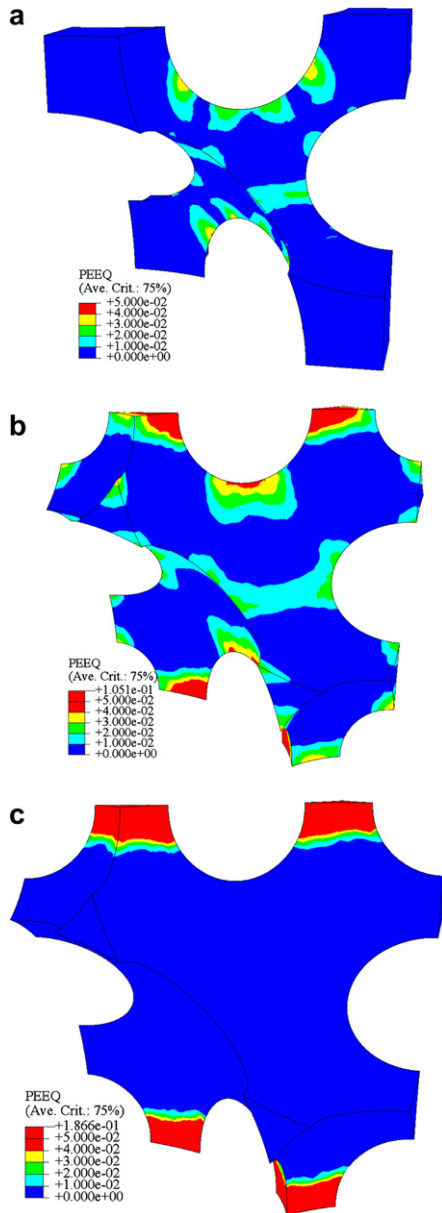 a
PEEQ
(Ave. Crit.: 75%)
+5.000e-02
+4.000e-02
+3.000e-02
+2.000e-02
+1.000e-02
+0.000e+00
b
PEEQ
(Ave. Crit.: 75%)
+1.051e-01
+5.000e-02
+4.000e-02
+3.000e-02
+2.000e-02
+1.000e-02
+0.000e+00
c
PEEQ
(Ave. Crit.: 75%)
+1.866e-01
+5.000e-02
+4.000e-02
+3.000e-02
+2.000e-02
+1.000e-02
+0.000e+00